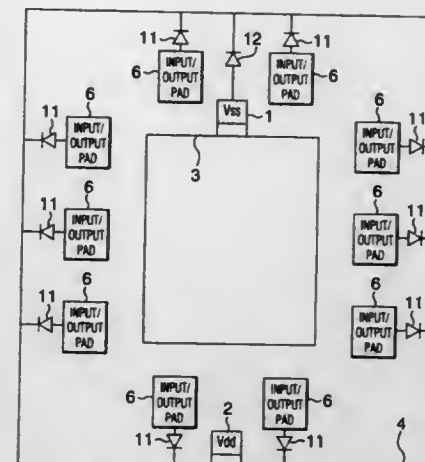 11 12 11
6 INPUT/ OUTPUT PAD INPUT/ OUTPUT PAD 6
Vss 1
3
11 6 INPUT/ OUTPUT PAD
6 INPUT/ OUTPUT PAD 11
11 6 INPUT/ OUTPUT PAD
6 INPUT/ OUTPUT PAD 11
11 6 INPUT/ OUTPUT PAD
6 INPUT/ OUTPUT PAD 11
6 INPUT/ OUTPUT PAD INPUT/ OUTPUT PAD 6
2
11 Vdd 11 4